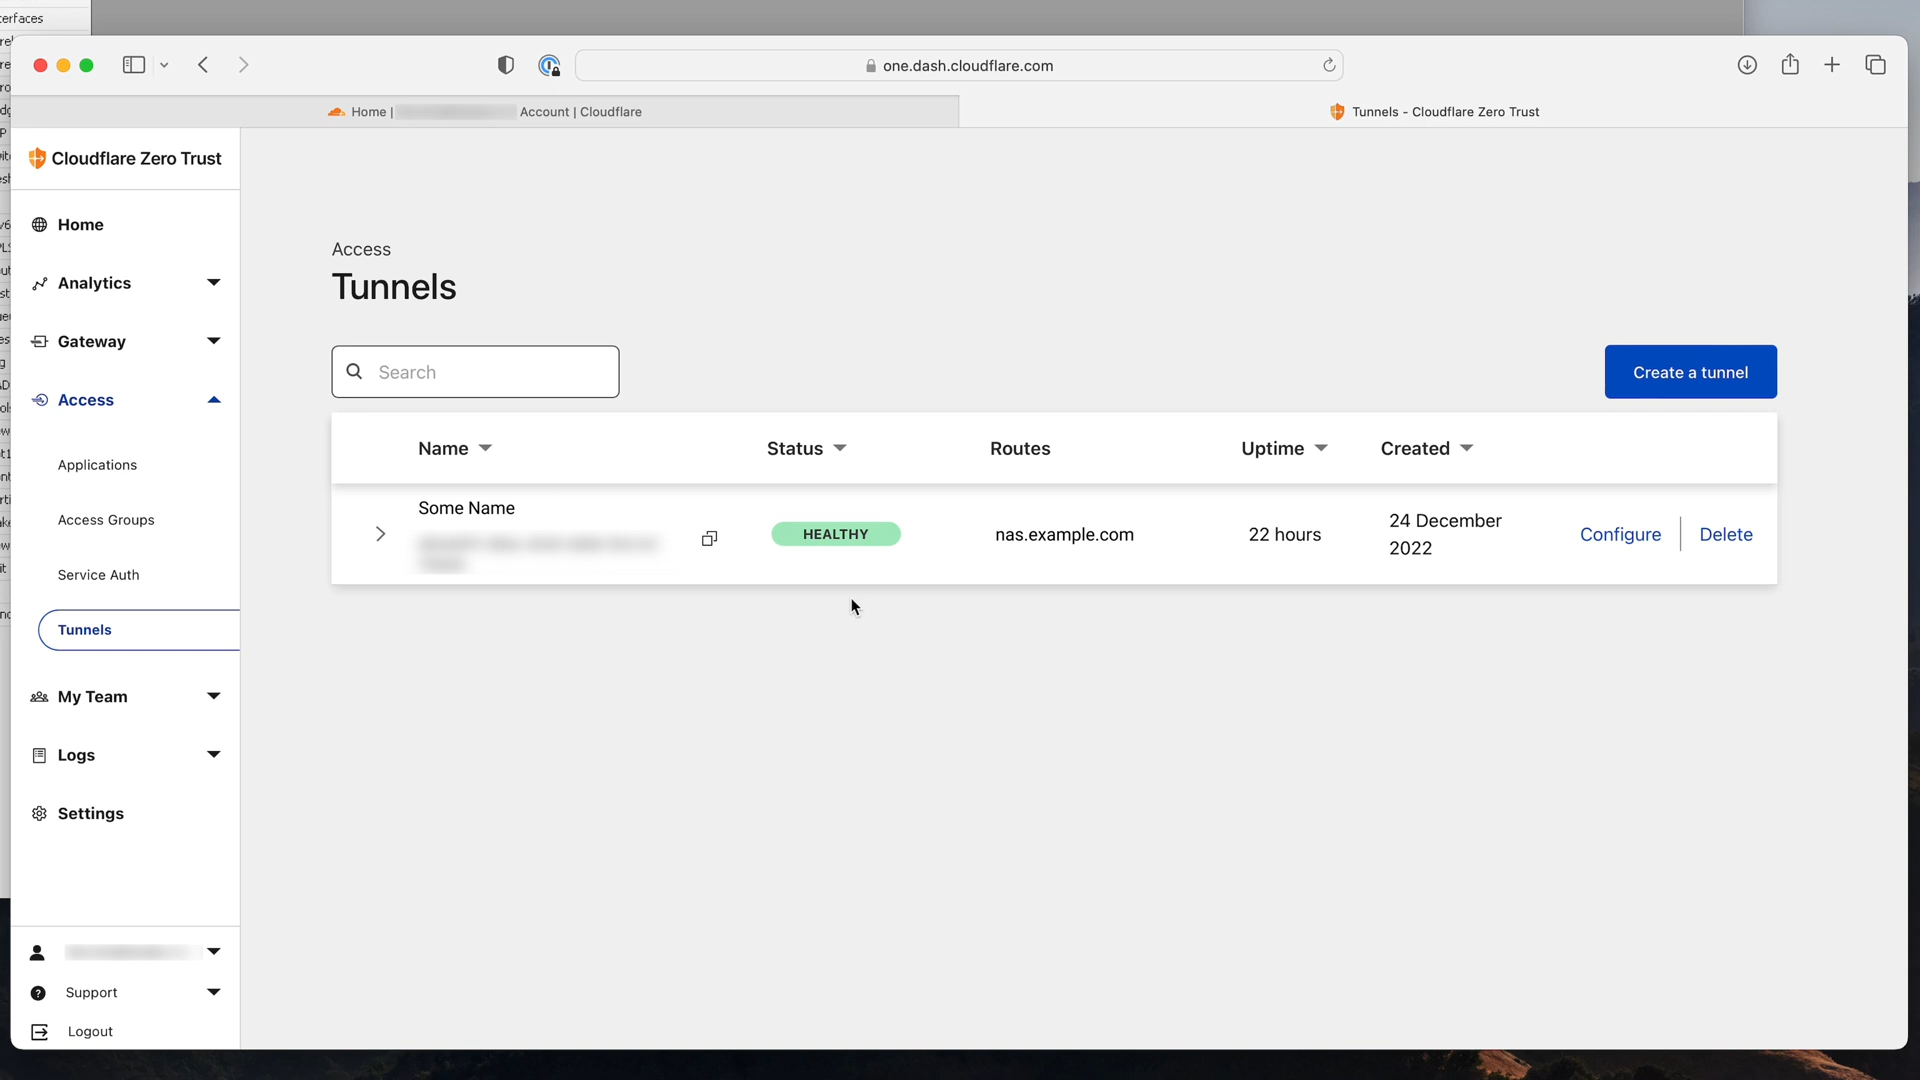 terfaces
one.dash.cloudflare.com
Home |
Account | Cloudflare
Tunnels - Cloudflare Zero Trust
Cloudflare Zero Trust
Home
Analytics
Gateway
Access
Applications
Access Groups
Service Auth
Tunnels
My Team
Logs
Settings
Support
Logout
Access
Tunnels
Search
Create a tunnel
Name
Status
Routes
Uptime
Created
Some Name
HEALTHY
nas.example.com
22 hours
24 December
2022
Configure
Delete